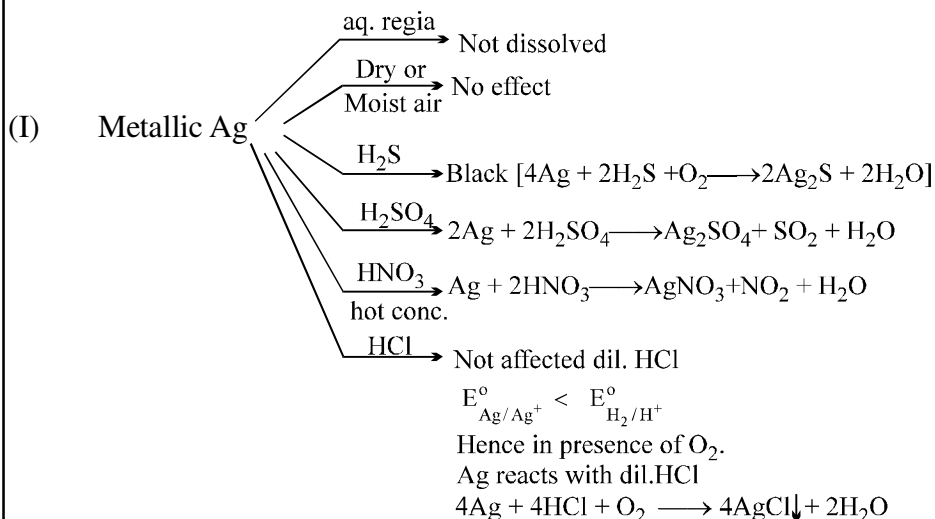 aq. regia
Not dissolved
Dry or
Moist air
No effect
(I) Metallic Ag
H₂S
Black [4Ag + 2H₂S +O₂⟶2Ag₂S + 2H₂O]
H₂SO₄
2Ag + 2H₂SO₄⟶Ag₂SO₄+ SO₂ + H₂O
HNO₃
hot conc.
Ag + 2HNO₃⟶AgNO₃+NO₂ + H₂O
HCl
Not affected dil. HCl
E°Ag/Ag⁺ < E°H₂/H⁺
Hence in presence of O₂.
Ag reacts with dil.HCl
4Ag + 4HCl + O₂ ⟶ 4AgCl↓+ 2H₂O